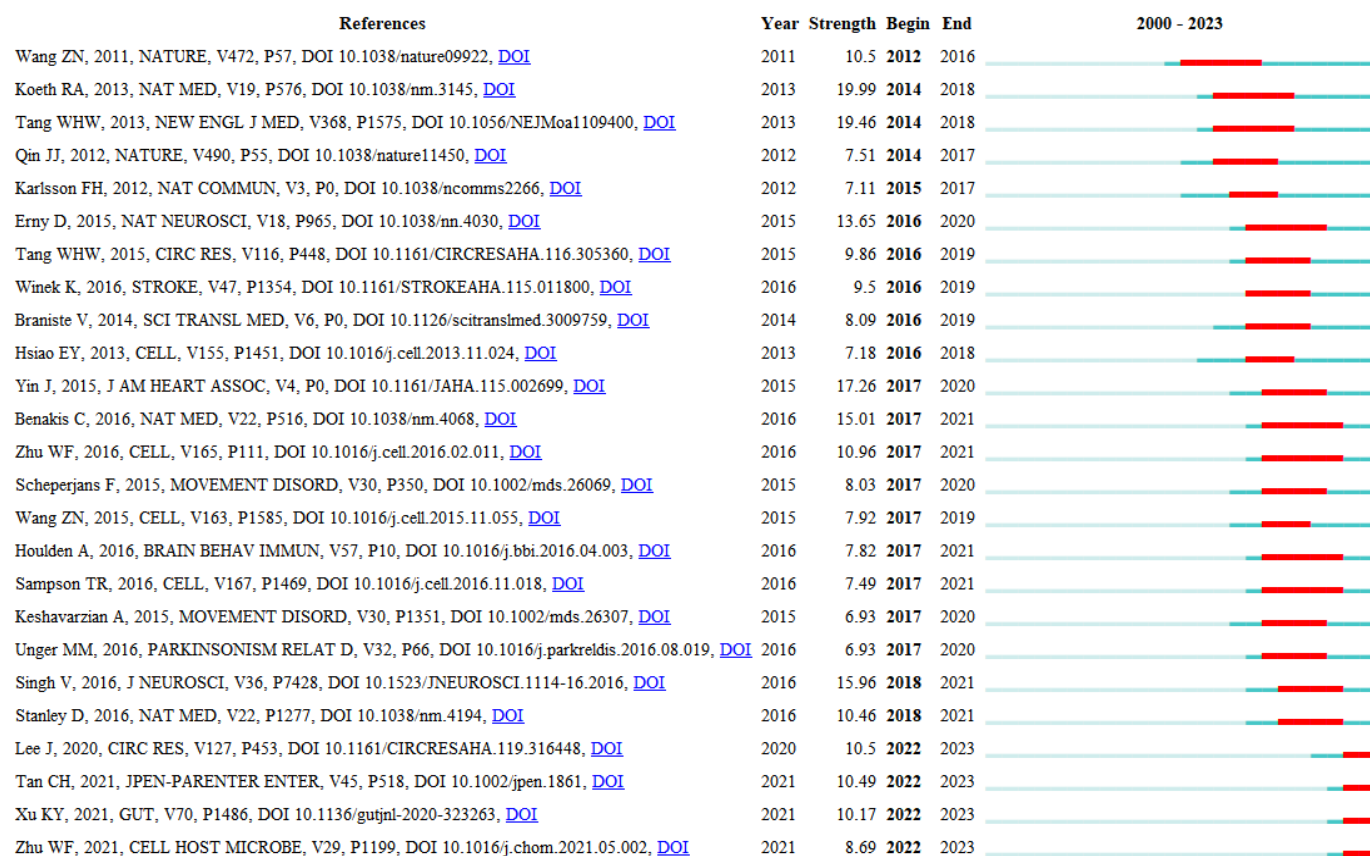 References Year Strength Begin End 2000 - 2023
Wang ZN, 2011, NATURE, V472, P57, DOI 10.1038/nature09922, DOI 2011 10.5 2012 2016
Koeth RA, 2013, NAT MED, V19, P576, DOI 10.1038/nm.3145, DOI 2013 19.99 2014 2018
Tang WHW, 2013, NEW ENGL J MED, V368, P1575, DOI 10.1056/NEJMoa1109400, DOI 2013 19.46 2014 2018
Qin JJ, 2012, NATURE, V490, P55, DOI 10.1038/nature11450, DOI 2012 7.51 2014 2017
Karlsson FH, 2012, NAT COMMUN, V3, P0, DOI 10.1038/ncomms2266, DOI 2012 7.11 2015 2017
Erny D, 2015, NAT NEUROSCI, V18, P965, DOI 10.1038/nn.4030, DOI 2015 13.65 2016 2020
Tang WHW, 2015, CIRC RES, V116, P448, DOI 10.1161/CIRCRESAHA.116.305360, DOI 2015 9.86 2016 2019
Winek K, 2016, STROKE, V47, P1354, DOI 10.1161/STROKEAHA.115.011800, DOI 2016 9.5 2016 2019
Braniste V, 2014, SCI TRANSL MED, V6, P0, DOI 10.1126/scitranslmed.3009759, DOI 2014 8.09 2016 2019
Hsiao EY, 2013, CELL, V155, P1451, DOI 10.1016/j.cell.2013.11.024, DOI 2013 7.18 2016 2018
Yin J, 2015, J AM HEART ASSOC, V4, P0, DOI 10.1161/JAHA.115.002699, DOI 2015 17.26 2017 2020
Benakis C, 2016, NAT MED, V22, P516, DOI 10.1038/nm.4068, DOI 2016 15.01 2017 2021
Zhu WF, 2016, CELL, V165, P111, DOI 10.1016/j.cell.2016.02.011, DOI 2016 10.96 2017 2021
Scheperjans F, 2015, MOVEMENT DISORD, V30, P350, DOI 10.1002/mds.26069, DOI 2015 8.03 2017 2020
Wang ZN, 2015, CELL, V163, P1585, DOI 10.1016/j.cell.2015.11.055, DOI 2015 7.92 2017 2019
Houlden A, 2016, BRAIN BEHAV IMMUN, V57, P10, DOI 10.1016/j.bbi.2016.04.003, DOI 2016 7.82 2017 2021
Sampson TR, 2016, CELL, V167, P1469, DOI 10.1016/j.cell.2016.11.018, DOI 2016 7.49 2017 2021
Keshavarzian A, 2015, MOVEMENT DISORD, V30, P1351, DOI 10.1002/mds.26307, DOI 2015 6.93 2017 2020
Unger MM, 2016, PARKINSONISM RELAT D, V32, P66, DOI 10.1016/j.parkreldis.2016.08.019, DOI 2016 6.93 2017 2020
Singh V, 2016, J NEUROSCI, V36, P7428, DOI 10.1523/JNEUROSCI.1114-16.2016, DOI 2016 15.96 2018 2021
Stanley D, 2016, NAT MED, V22, P1277, DOI 10.1038/nm.4194, DOI 2016 10.46 2018 2021
Lee J, 2020, CIRC RES, V127, P453, DOI 10.1161/CIRCRESAHA.119.316448, DOI 2020 10.5 2022 2023
Tan CH, 2021, JPEN-PARENTER ENTER, V45, P518, DOI 10.1002/jpen.1861, DOI 2021 10.49 2022 2023
Xu KY, 2021, GUT, V70, P1486, DOI 10.1136/gutjnl-2020-323263, DOI 2021 10.17 2022 2023
Zhu WF, 2021, CELL HOST MICROBE, V29, P1199, DOI 10.1016/j.chom.2021.05.002, DOI 2021 8.69 2022 2023